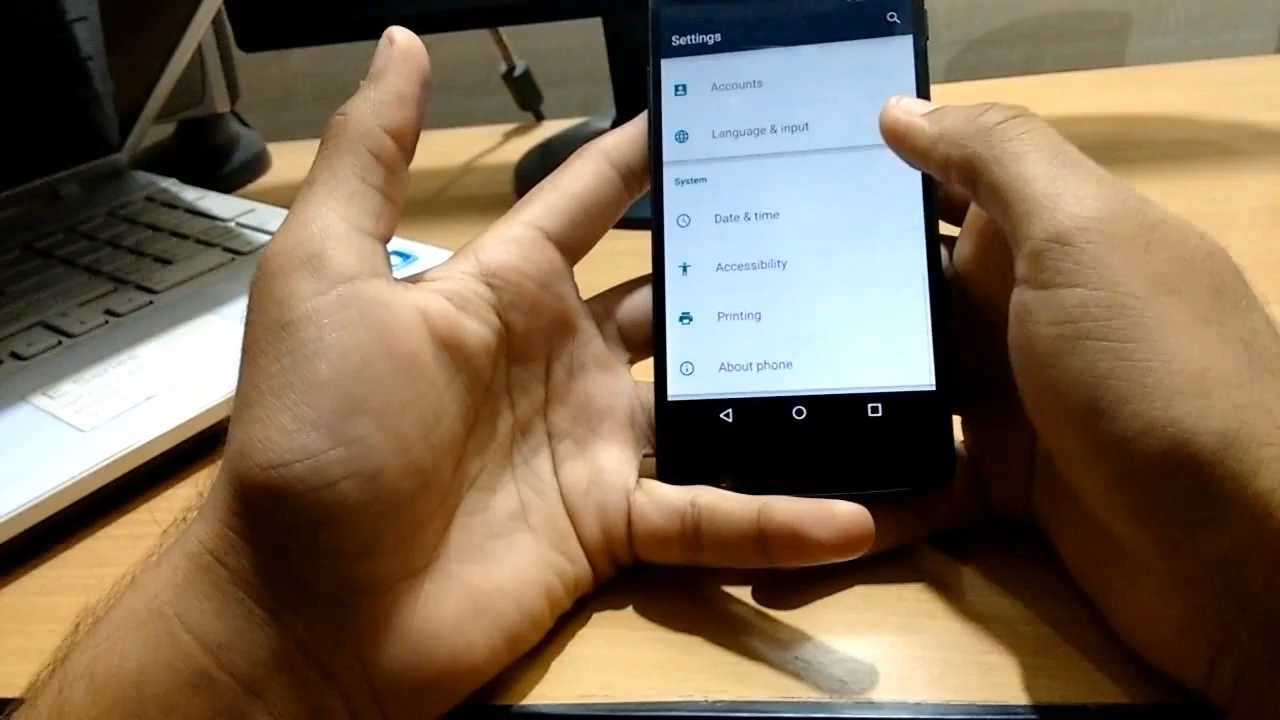 Settings
Accounts
Language & input
System
Date & time
Accessibility
Printing
About phone